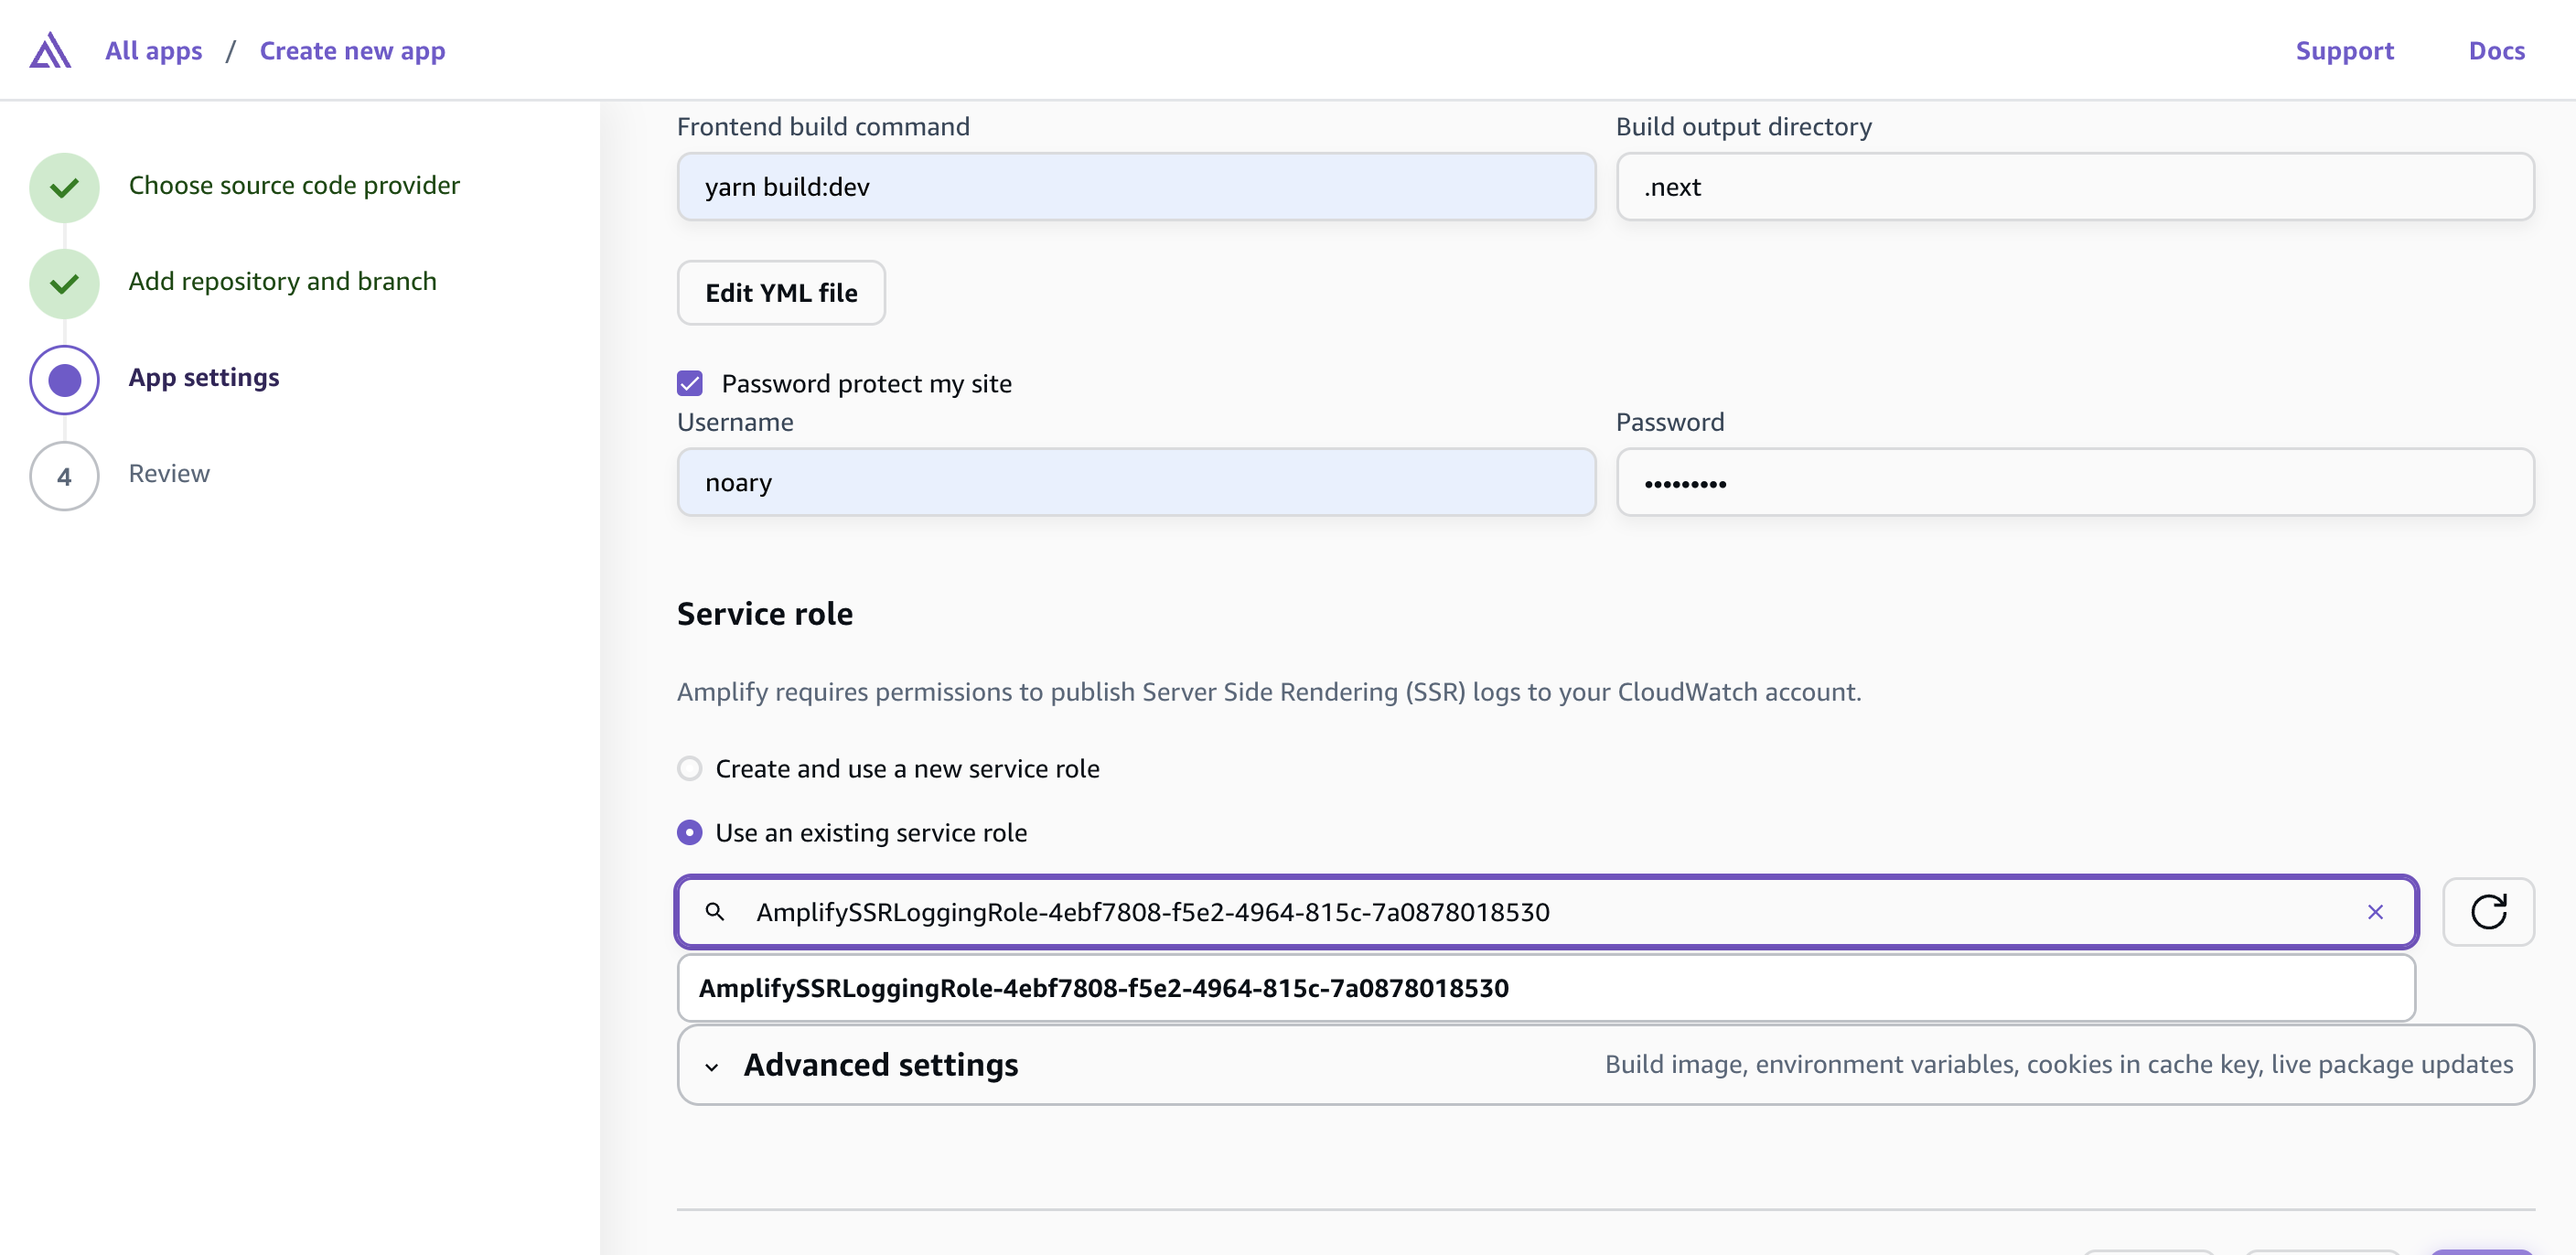 All apps / Create new app
Support
Docs
Choose source code provider
Add repository and branch
App settings
4
Review
Frontend build command
Build output directory
yarn build:dev
.next
Edit YML file
Password protect my site
Username
Password
noary
•••••••••
Service role
Amplify requires permissions to publish Server Side Rendering (SSR) logs to your CloudWatch account.
Create and use a new service role
Use an existing service role
AmplifySSRLoggingRole-4ebf7808-f5e2-4964-815c-7a0878018530
AmplifySSRLoggingRole-4ebf7808-f5e2-4964-815c-7a0878018530
Advanced settings
Build image, environment variables, cookies in cache key, live package updates